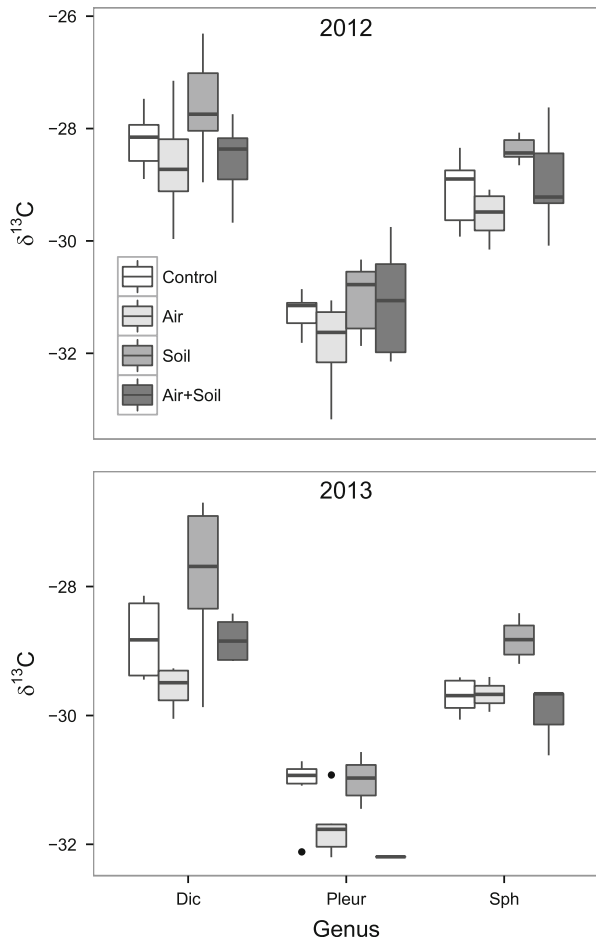 2012
−26
−28
−30
−32
δ13C
Control
Air
Soil
Air+Soil
2013
−28
−30
−32
δ13C
Dic
Pleur
Sph
Genus